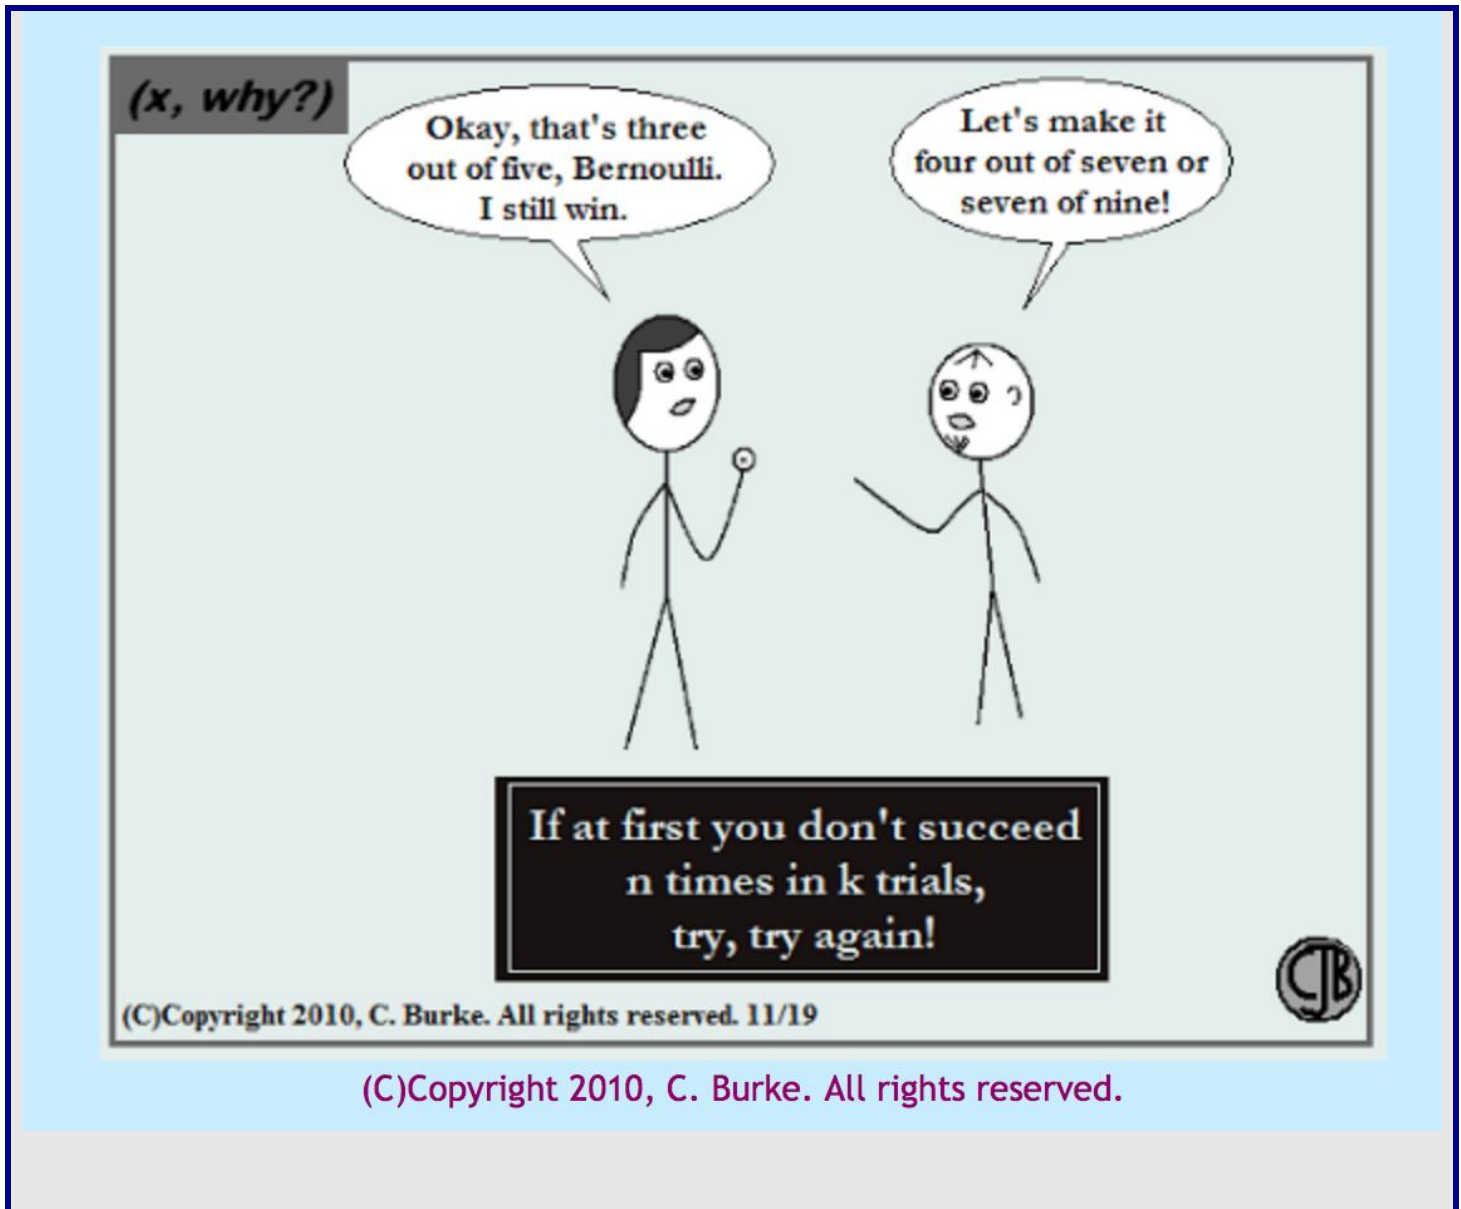 (x, why?)
Okay, that's three
out of five, Bernoulli.
I still win.
Let's make it
four out of seven or
seven of nine!
If at first you don't succeed
n times in k trials,
try, try again!
CJB
(C)Copyright 2010, C. Burke. All rights reserved. 11/19
(C)Copyright 2010, C. Burke. All rights reserved.